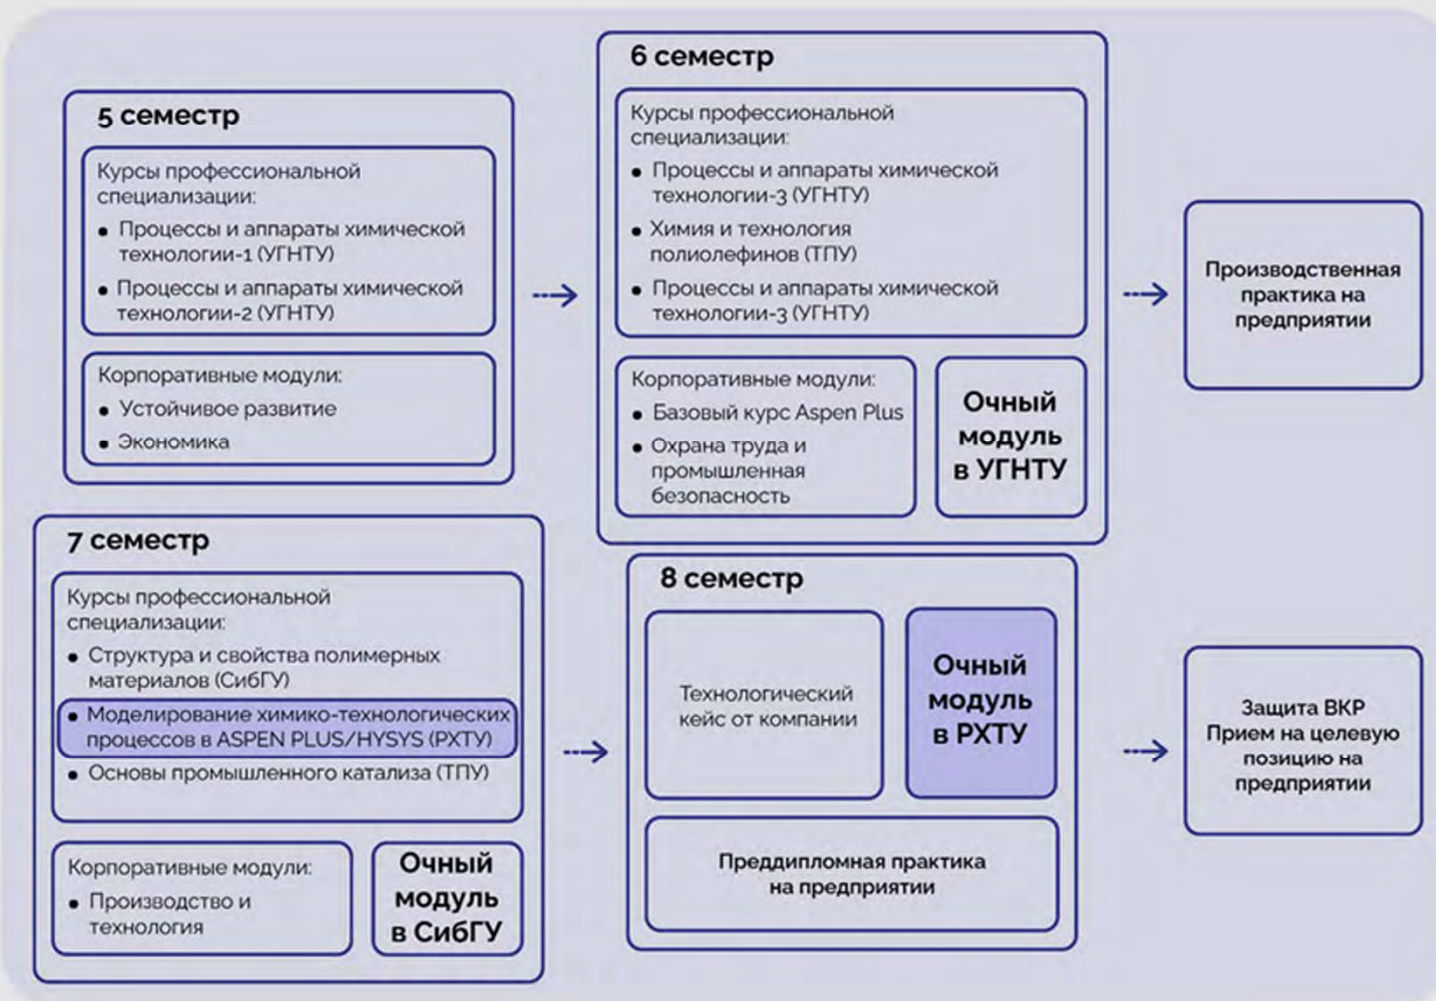 5 семестр
Курсы профессиональной
специализации:
• Процессы и аппараты химической
технологии-1 (УГНТУ)
• Процессы и аппараты химической
технологии-2 (УГНТУ)
Корпоративные модули:
• Устойчивое развитие
• Экономика
6 семестр
Курсы профессиональной
специализации:
• Процессы и аппараты химической
технологии-3 (УГНТУ)
• Химия и технология
полиолефинов (ТПУ)
• Процессы и аппараты химической
технологии-3 (УГНТУ)
Корпоративные модули:
• Базовый курс Aspen Plus
• Охрана труда и
промышленная
безопасность
Очный
модуль
в УГНТУ
Производственная
практика на
предприятии
7 семестр
Курсы профессиональной
специализации:
• Структура и свойства полимерных
материалов (СибГУ)
• Моделирование химико-технологических
процессов в ASPEN PLUS/HYSYS (РХТУ)
• Основы промышленного катализа (ТПУ)
Корпоративные модули:
• Производство и
технология
Очный
модуль
в СибГУ
8 семестр
Технологический
кейс от компании
Очный
модуль
в РХТУ
Преддипломная практика
на предприятии
Защита ВКР
Прием на целевую
позицию на
предприятии